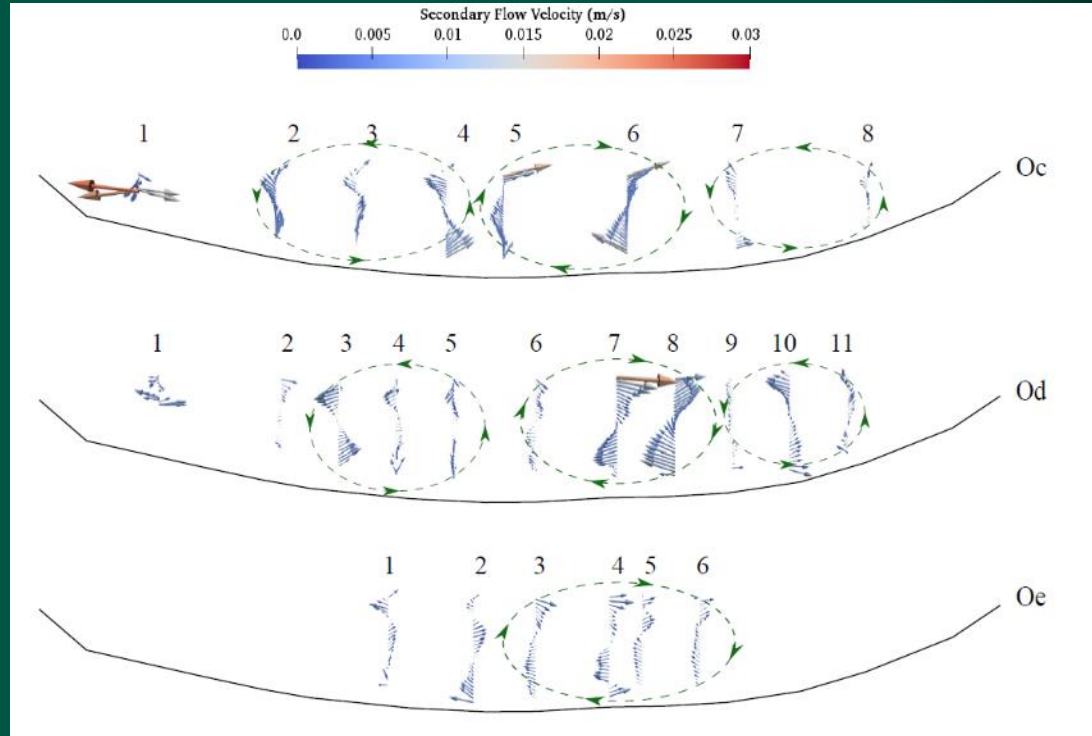 Secondary Flow Velocity (m/s)
0.0 0.005 0.01 0.015 0.02 0.025 0.03
1 2 3 4 5 6 7 8
Oc
1 2 3 4 5 6 7 8 9 10 11
Od
1 2 3 4 5 6
Oe